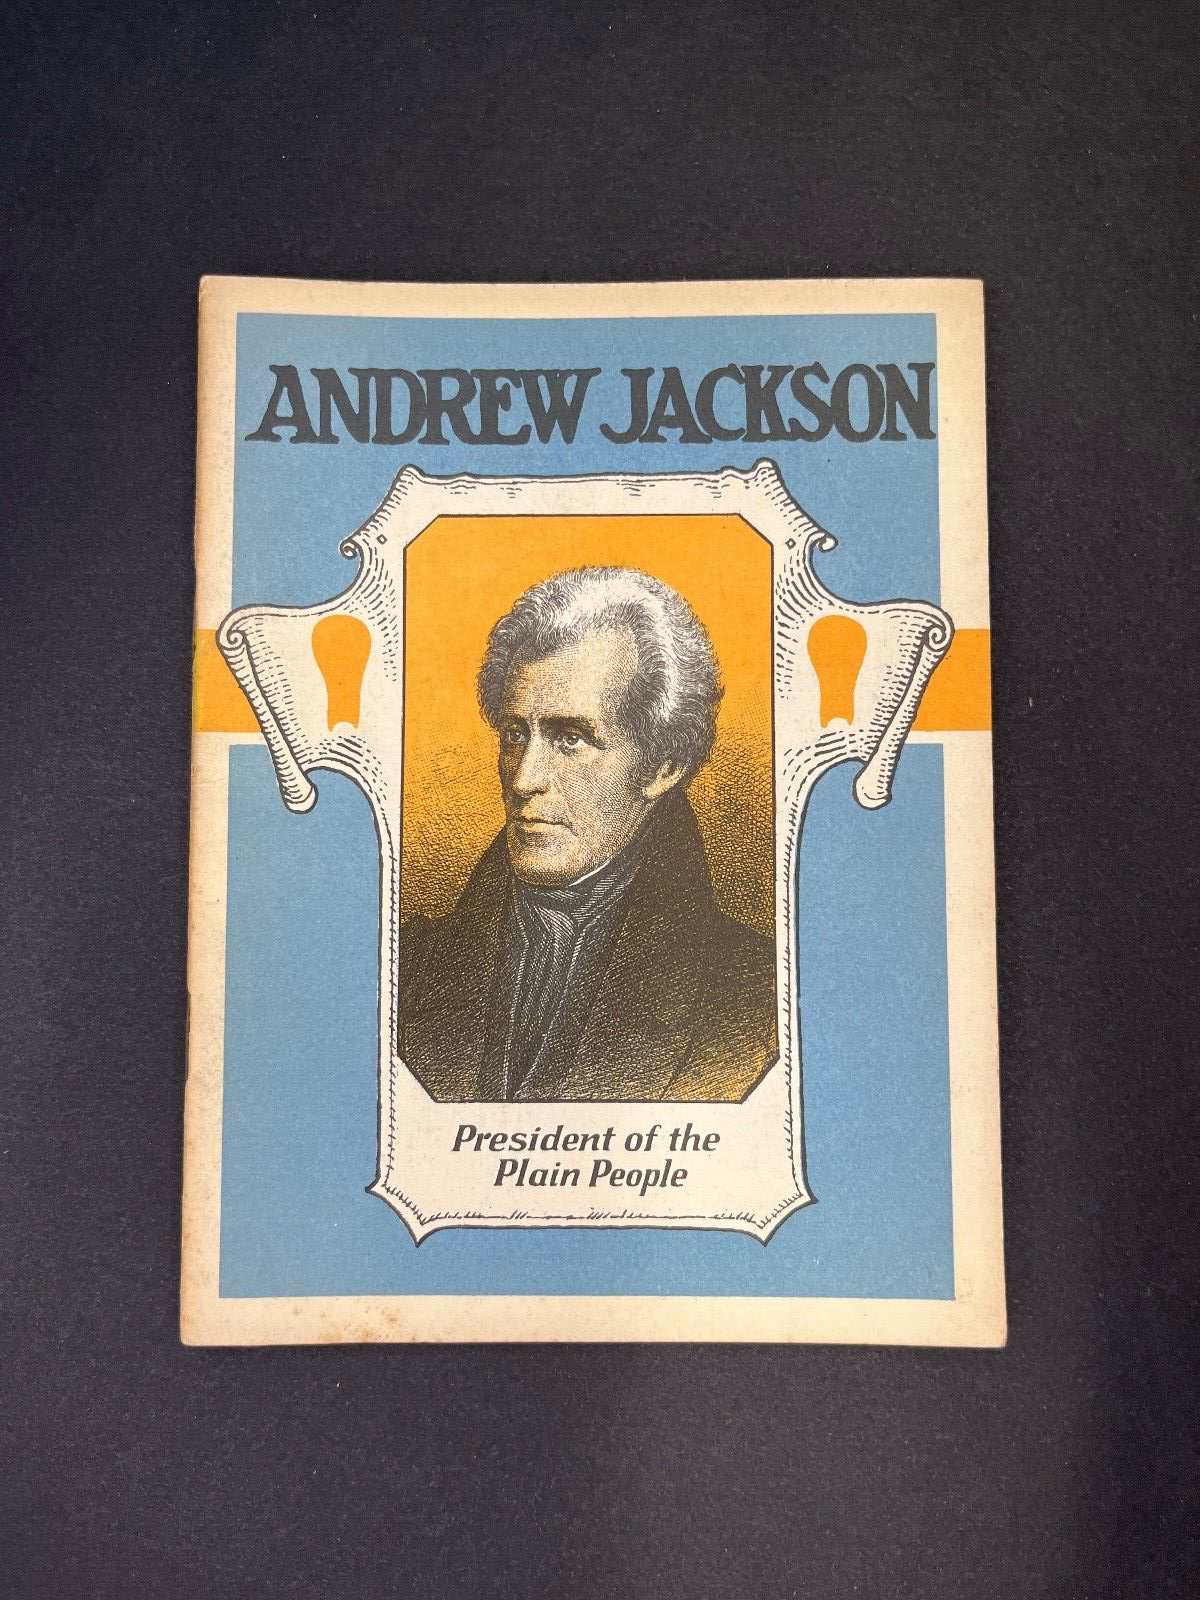 ANDREW JACKSON
President of the
Plain People